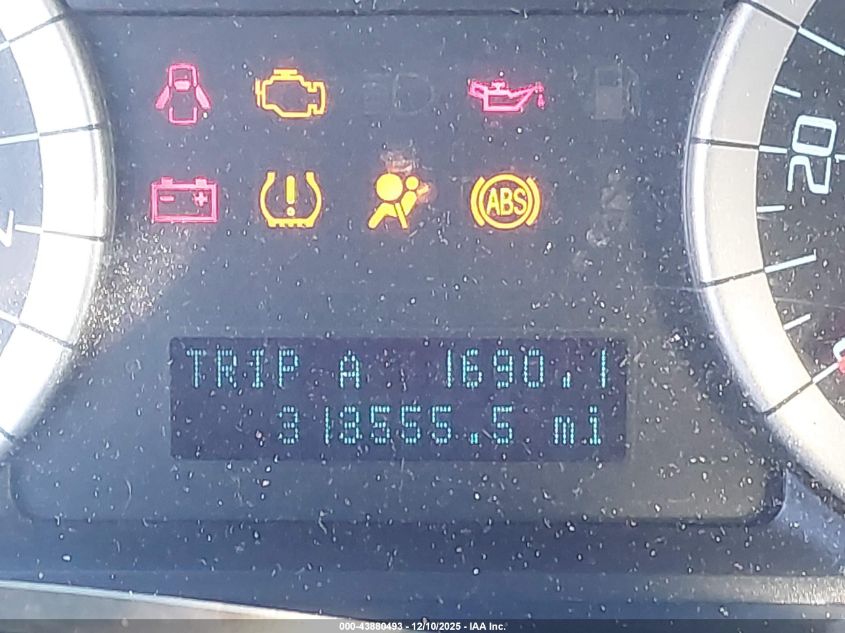 ABS
20
TRIP A 1690.1
318555.5 mi
000-43880493 - 12/10/2025 - IAA Inc.